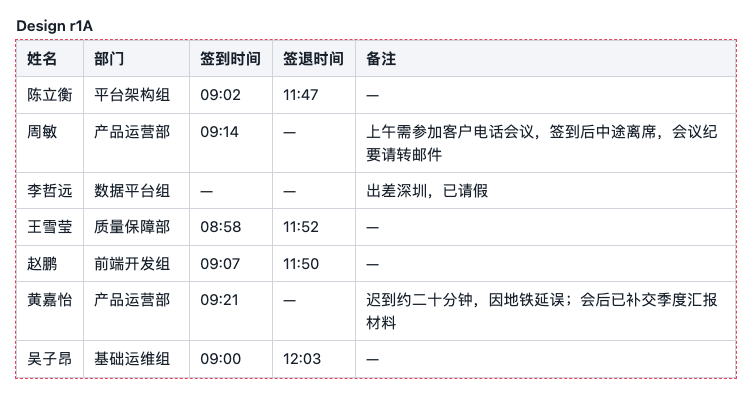 Design r1A
姓名 部门 签到时间 签退时间 备注
陈立衡 平台架构组 09:02 11:47 —
周敏 产品运营部 09:14 — 上午需参加客户电话会议，签到后中途离席，会议纪
要请转邮件
李哲远 数据平台组 — — 出差深圳，已请假
王雪莹 质量保障部 08:58 11:52 —
赵鹏 前端开发组 09:07 11:50 —
黄嘉怡 产品运营部 09:21 — 迟到约二十分钟，因地铁延误；会后已补交季度汇报
材料
吴子昂 基础运维组 09:00 12:03 —